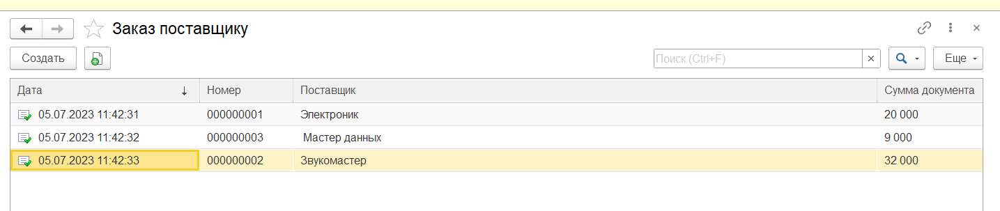 Заказ поставщику
Создать Поиск (Ctrl+F) Еще
Дата Номер Поставщик Сумма документа
05.07.2023 11:42:31 000000001 Электроник 20 000
05.07.2023 11:42:32 000000003 Мастер данных 9 000
05.07.2023 11:42:33 000000002 Звукомастер 32 000